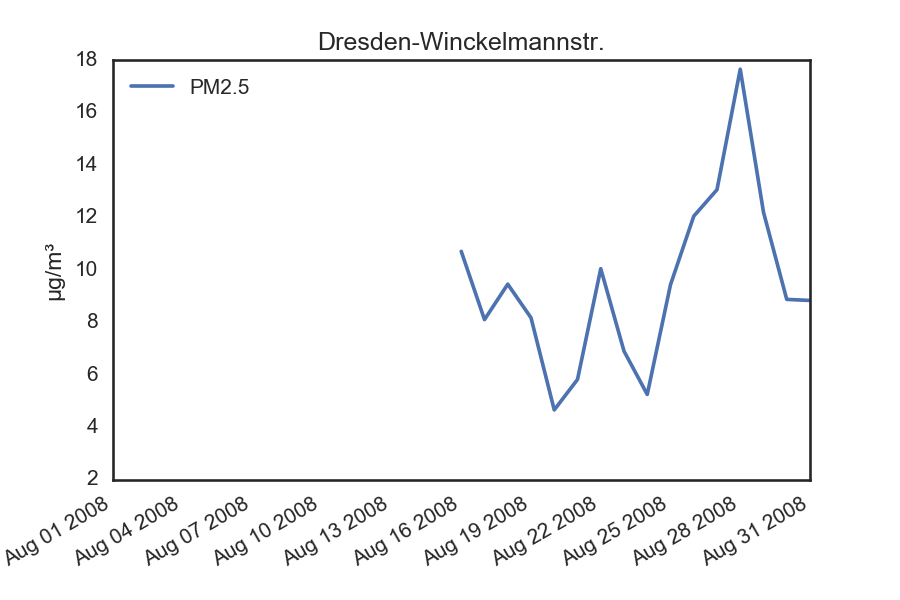 Dresden-Winckelmannstr.
PM2.5
µg/m³
18
16
14
12
10
8
6
4
2
Aug 01 2008
Aug 04 2008
Aug 07 2008
Aug 10 2008
Aug 13 2008
Aug 16 2008
Aug 19 2008
Aug 22 2008
Aug 25 2008
Aug 28 2008
Aug 31 2008